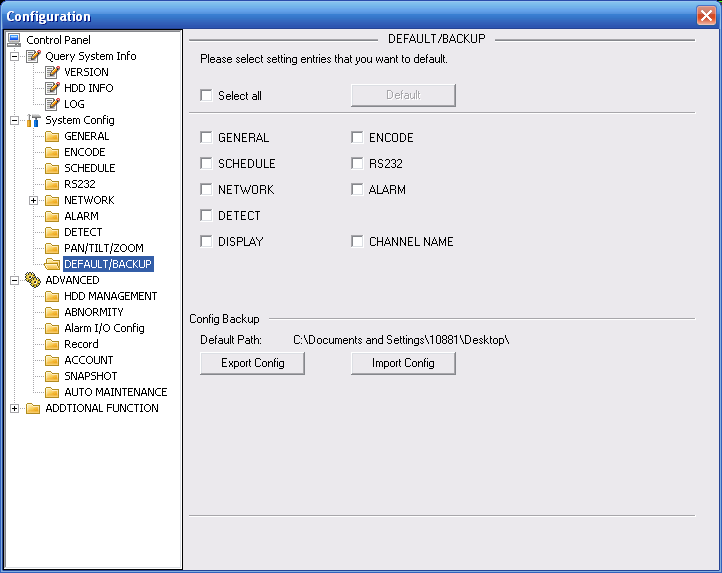 Configuration
Control Panel
Query System Info
VERSION
HDD INFO
LOG
System Config
GENERAL
ENCODE
SCHEDULE
RS232
NETWORK
ALARM
DETECT
PAN/TILT/ZOOM
DEFAULT/BACKUP
ADVANCED
HDD MANAGEMENT
ABNORMITY
Alarm I/O Config
Record
ACCOUNT
SNAPSHOT
AUTO MAINTENANCE
ADDTIONAL FUNCTION
DEFAULT/BACKUP
Please select setting entries that you want to default.
Select all Default
GENERAL ENCODE
SCHEDULE RS232
NETWORK ALARM
DETECT
DISPLAY CHANNEL NAME
Config Backup
Default Path: C:\Documents and Settings\10881\Desktop\
Export Config Import Config